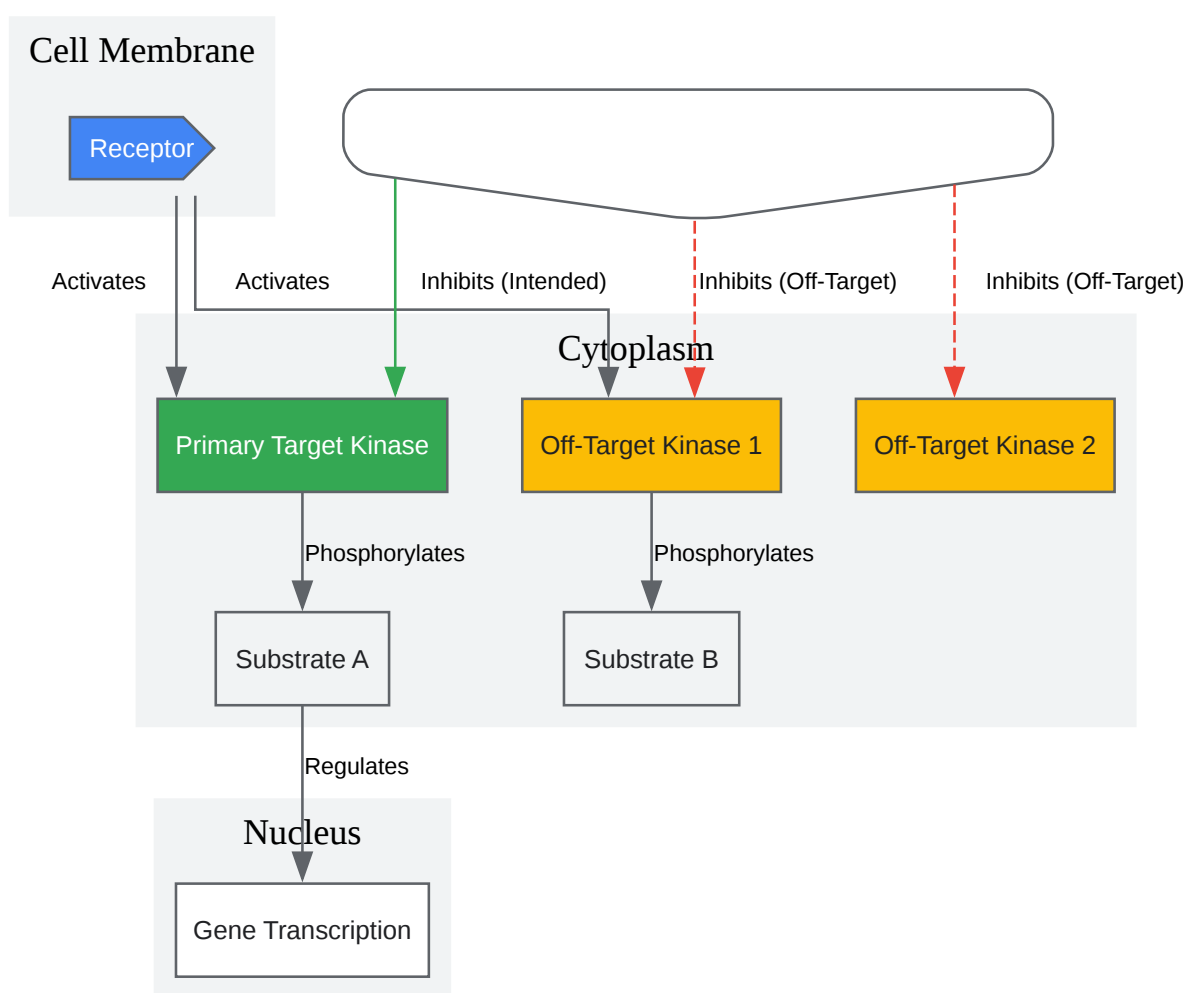 Cell Membrane
Receptor
Activates
Activates
Inhibits (Intended)
Inhibits (Off-Target)
Inhibits (Off-Target)
Cytoplasm
Primary Target Kinase
Off-Target Kinase 1
Off-Target Kinase 2
Phosphorylates
Phosphorylates
Substrate A
Substrate B
Regulates
Nucleus
Gene Transcription